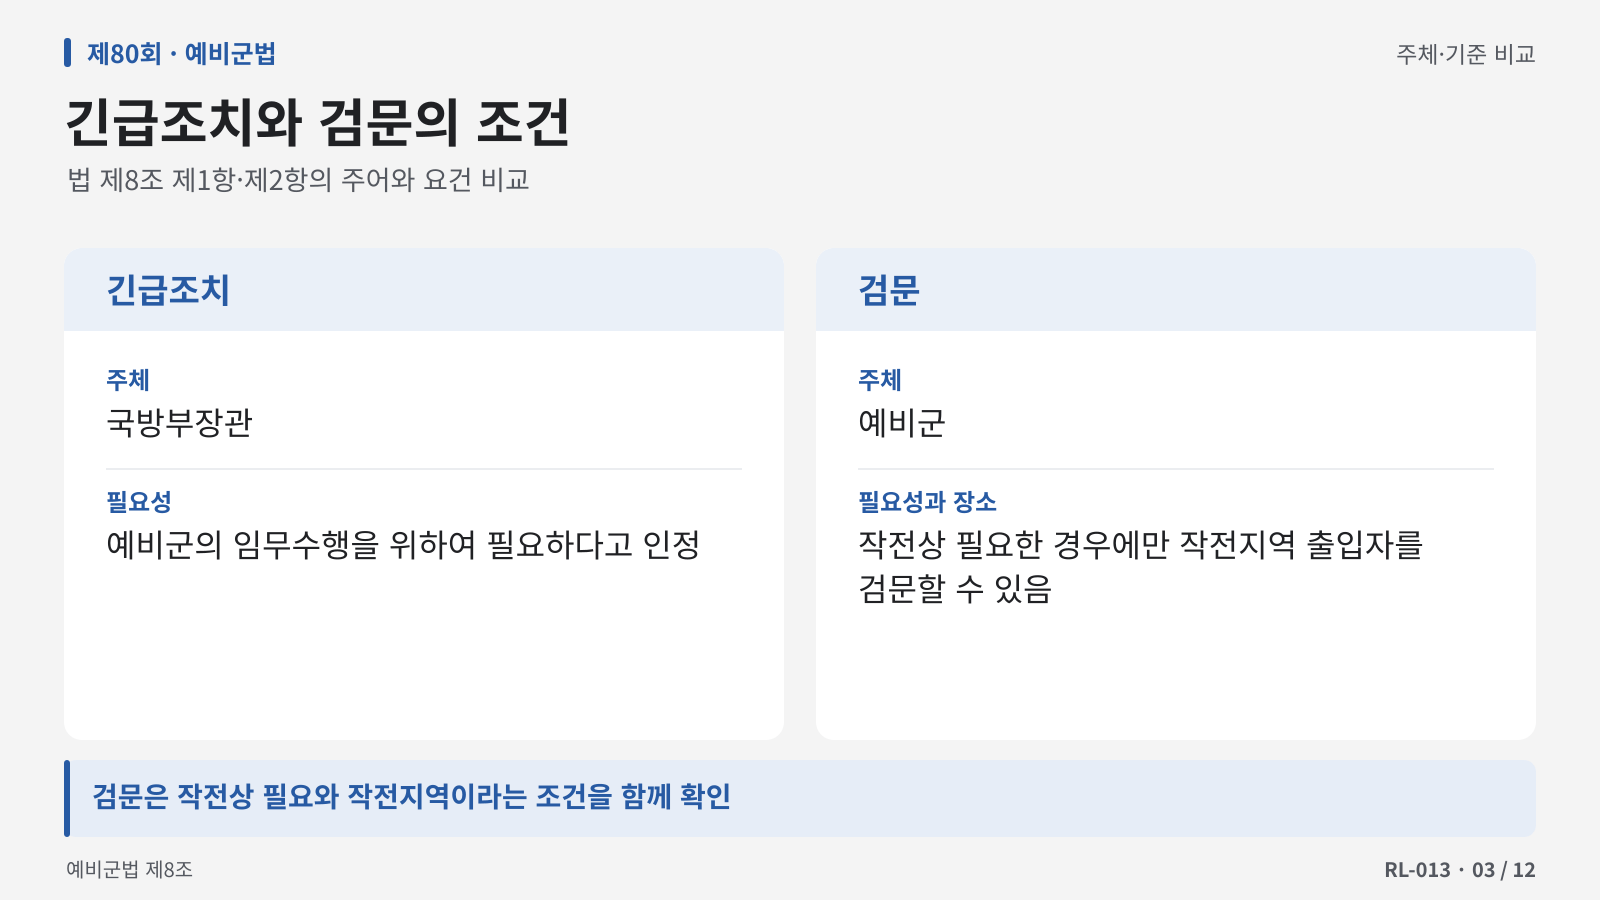 제80회 · 예비군법
주체·기준 비교
긴급조치와 검문의 조건
법 제8조 제1항·제2항의 주어와 요건 비교
긴급조치
주체
국방부장관
필요성
예비군의 임무수행을 위하여 필요하다고 인정
검문
주체
예비군
필요성과 장소
작전상 필요한 경우에만 작전지역 출입자를
검문할 수 있음
검문은 작전상 필요와 작전지역이라는 조건을 함께 확인
예비군법 제8조
RL-013 · 03 / 12